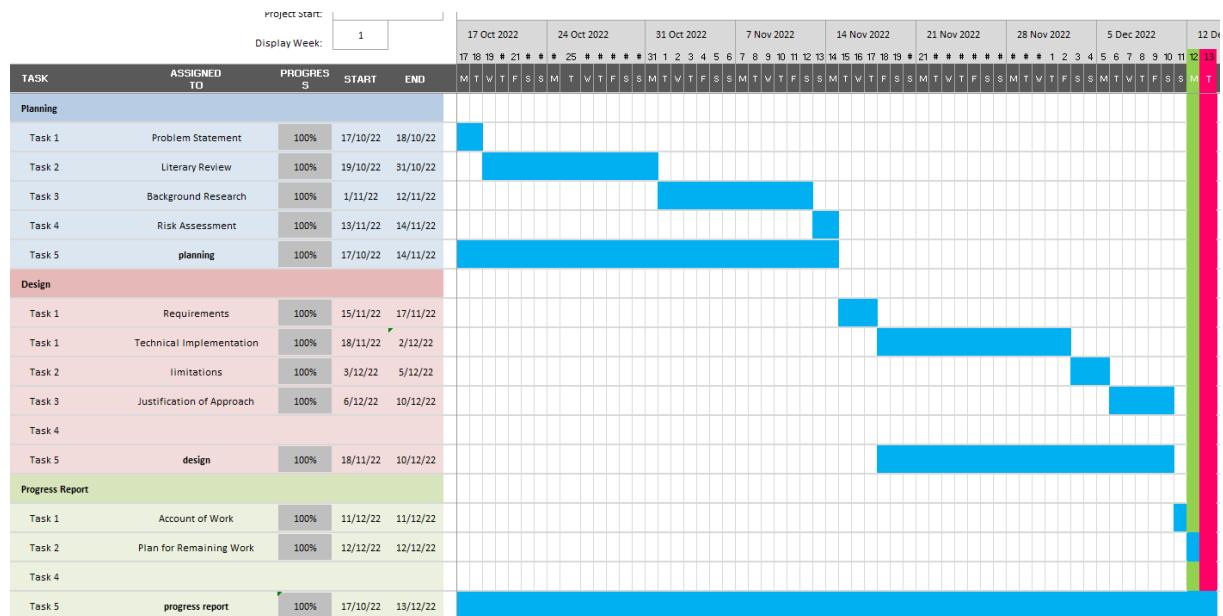 Project Start:
Display Week: 1
17 Oct 2022 24 Oct 2022 31 Oct 2022 7 Nov 2022 14 Nov 2022 21 Nov 2022 28 Nov 2022 5 Dec 2022 12 De
17 18 19 # 21 # # # 25 # # # # # 31 1 2 3 4 5 6 7 8 9 10 11 12 13 14 15 16 17 18 19 # 21 # # # # # # # # # 1 2 3 4 5 6 7 8 9 10 11 12 13
TASK ASSIGNED TO PROGRESS START END M T W T F S S M T W T F S S M T W T F S S M T W T F S S M T W T F S S M T W T F S S M T W T F S S M T W T F S S M T
Planning
Task 1 Problem Statement 100% 17/10/22 18/10/22
Task 2 Literary Review 100% 19/10/22 31/10/22
Task 3 Background Research 100% 1/11/22 12/11/22
Task 4 Risk Assessment 100% 13/11/22 14/11/22
Task 5 planning 100% 17/10/22 14/11/22
Design
Task 1 Requirements 100% 15/11/22 17/11/22
Task 1 Technical Implementation 100% 18/11/22 2/12/22
Task 2 limitations 100% 3/12/22 5/12/22
Task 3 Justification of Approach 100% 6/12/22 10/12/22
Task 4
Task 5 design 100% 18/11/22 10/12/22
Progress Report
Task 1 Account of Work 100% 11/12/22 11/12/22
Task 2 Plan for Remaining Work 100% 12/12/22 12/12/22
Task 4
Task 5 progress report 100% 17/10/22 13/12/22